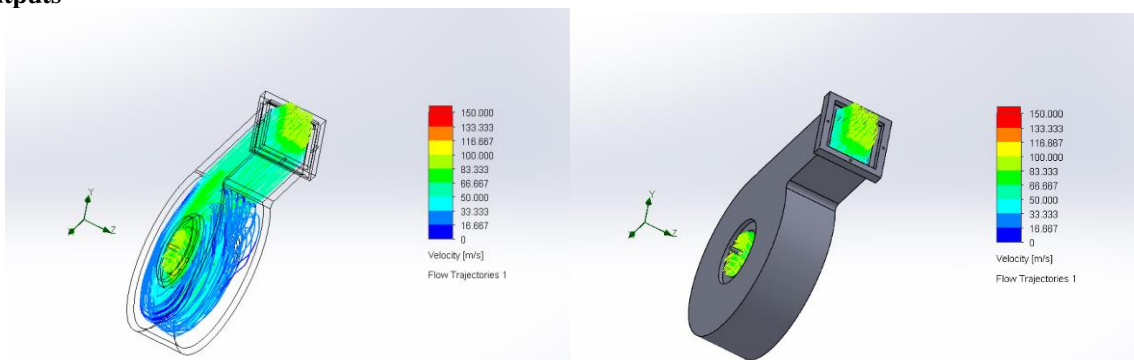 Y
Z
150.000
133.333
116.667
100.000
83.333
66.667
50.000
33.333
16.667
0
Velocity [m/s]
Flow Trajectories 1
Y
Z
150.000
133.333
116.667
100.000
83.333
66.667
50.000
33.333
16.667
0
Velocity [m/s]
Flow Trajectories 1